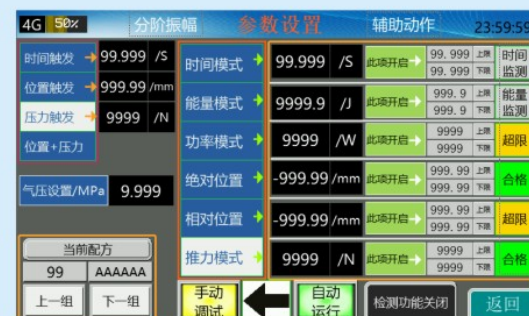 4G 50% 分阶振幅 参数设置 辅助动作 23:59:59
时间触发 99.999 /S
位置触发 999.99 /mm
压力触发 9999 /N
位置+压力
气压设置/MPa 9.999
当前配方
99 AAAAAA
上一组 下一组
时间模式 99.999 /S 此项开启 99.999 上限 99.999 下限 时间监测
能量模式 9999.9 /J 此项开启 999.9 上限 999.9 下限 能量监测
功率模式 9999 /W 此项开启 9999 上限 9999 下限 超限
绝对位置 -999.99 /mm 此项开启 999.99 上限 999.99 下限 合格
相对位置 -999.99 /mm 此项开启 999.99 上限 999.99 下限 超限
推力模式 9999 /N 此项开启 9999 上限 9999 下限 合格
手动调试 自动运行 检测功能关闭 返回